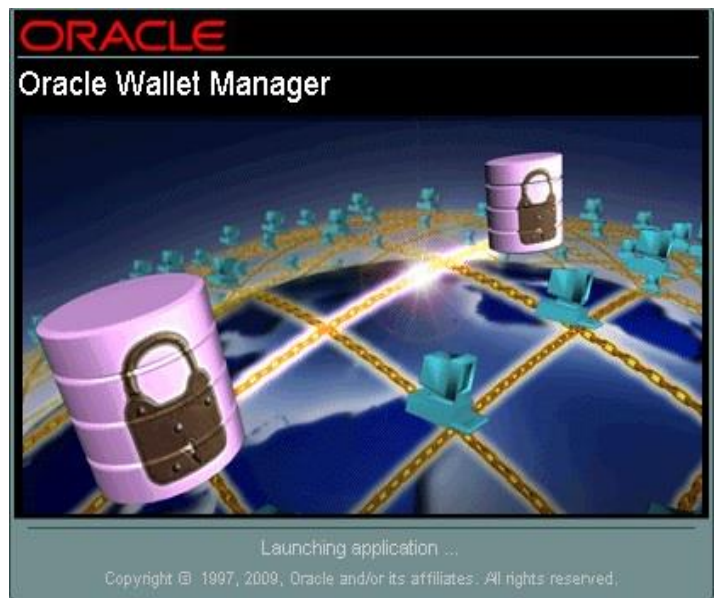 ORACLE
Oracle Wallet Manager
Launching application ...
Copyright © 1997, 2009, Oracle and/or its affiliates. All rights reserved.